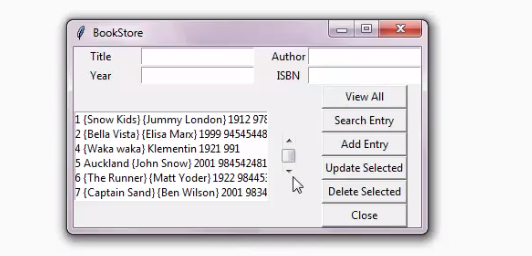 BookStore
Title Author
Year ISBN
View All
Search Entry
Add Entry
Update Selected
Delete Selected
Close
1 {Snow Kids} {Jummy London} 1912 978
2 {Bella Vista} {Elisa Marx} 1999 94545448
4 {Waka waka} Klementin 1921 991
5 Auckland {John Snow} 2001 984542481
6 {The Runner} {Matt Yoder} 1922 98445
7 {Captain Sand} {Ben Wilson} 2001 9834